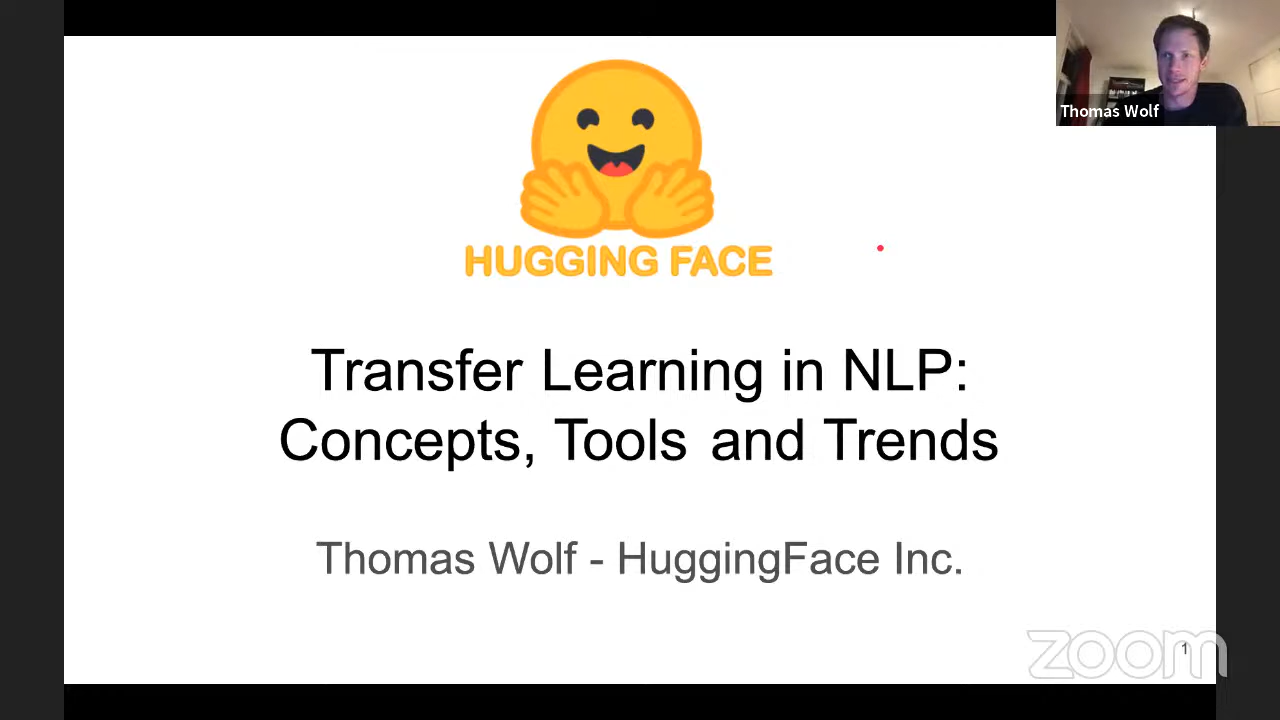 Thomas Wolf
HUGGING FACE
Transfer Learning in NLP:
Concepts, Tools and Trends
Thomas Wolf - HuggingFace Inc.
zoom
1